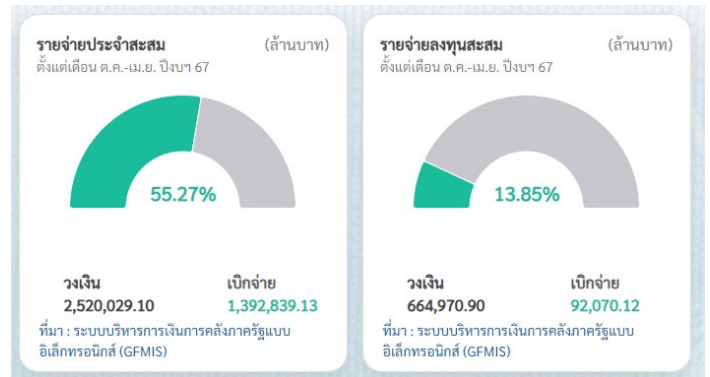 รายจ่ายประจำสะสม (ล้านบาท)
ตั้งแต่เดือน ต.ค.-เม.ย. ปีงบฯ 67
55.27%
วงเงิน เบิกจ่าย
2,520,029.10 1,392,839.13
ที่มา : ระบบบริหารการเงินการคลังภาครัฐแบบ
อิเล็กทรอนิกส์ (GFMIS)
รายจ่ายลงทุนสะสม (ล้านบาท)
ตั้งแต่เดือน ต.ค.-เม.ย. ปีงบฯ 67
13.85%
วงเงิน เบิกจ่าย
664,970.90 92,070.12
ที่มา : ระบบบริหารการเงินการคลังภาครัฐแบบ
อิเล็กทรอนิกส์ (GFMIS)